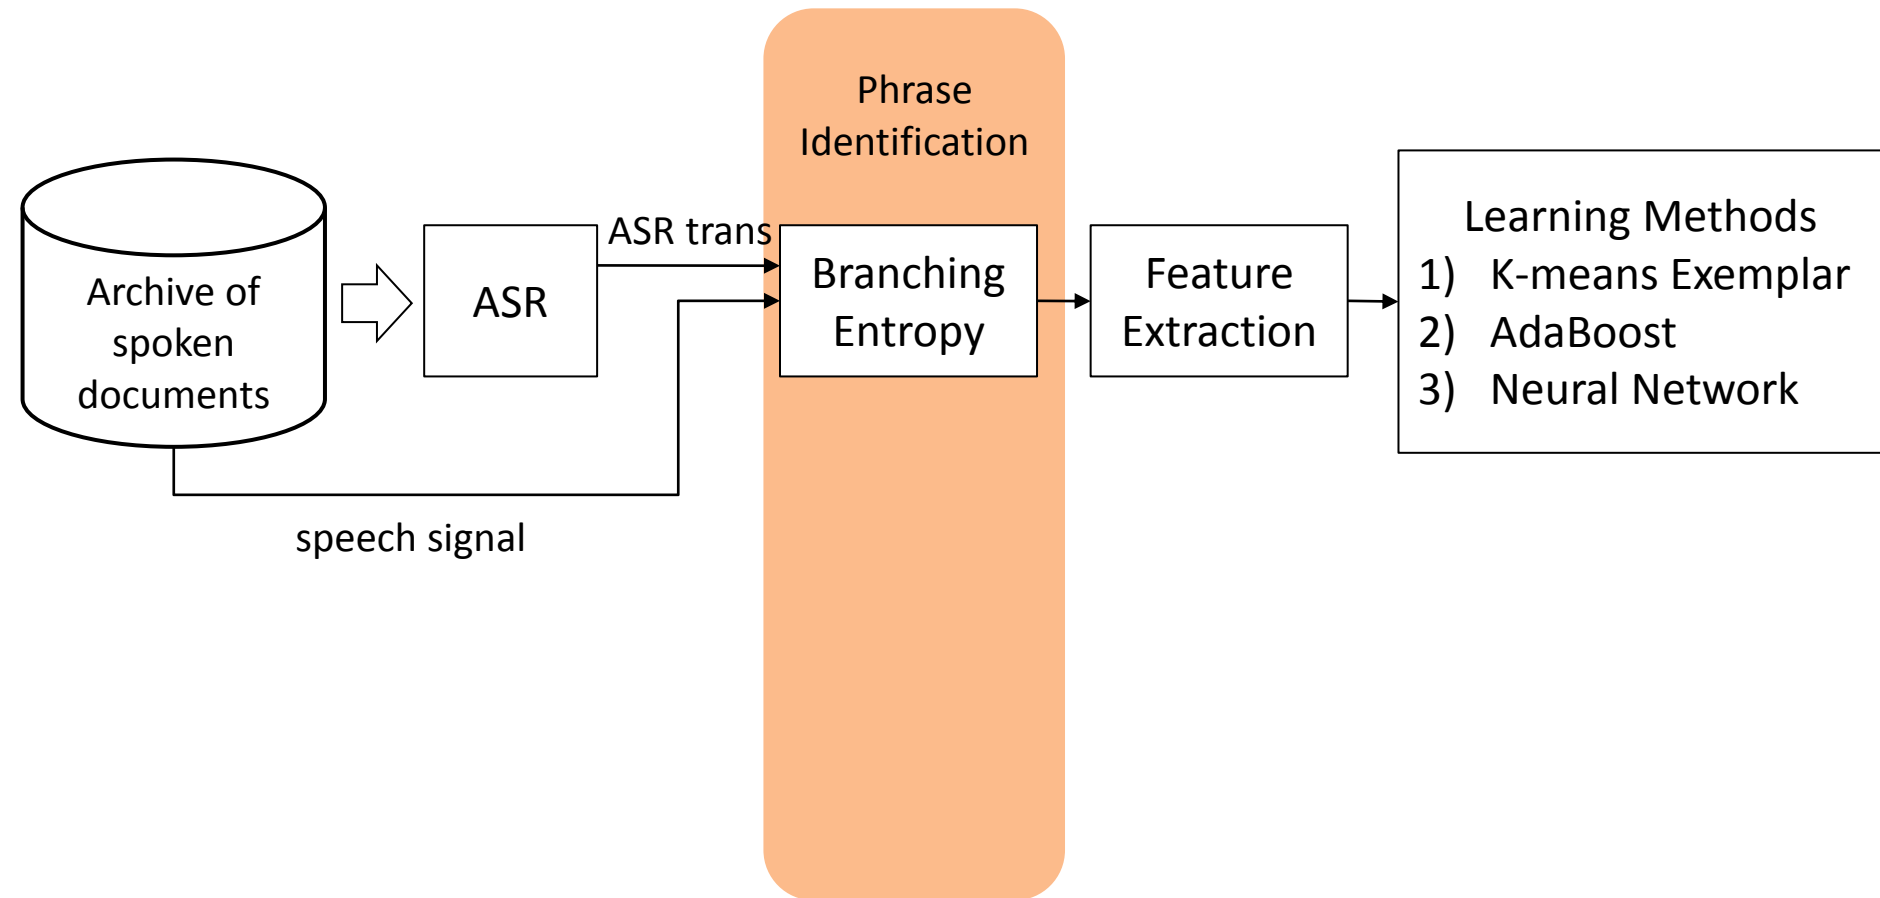 Phrase
Identification
Archive of
spoken
documents
ASR
ASR trans
Branching
Entropy
Feature
Extraction
Learning Methods
1) K-means Exemplar
2) AdaBoost
3) Neural Network
speech signal